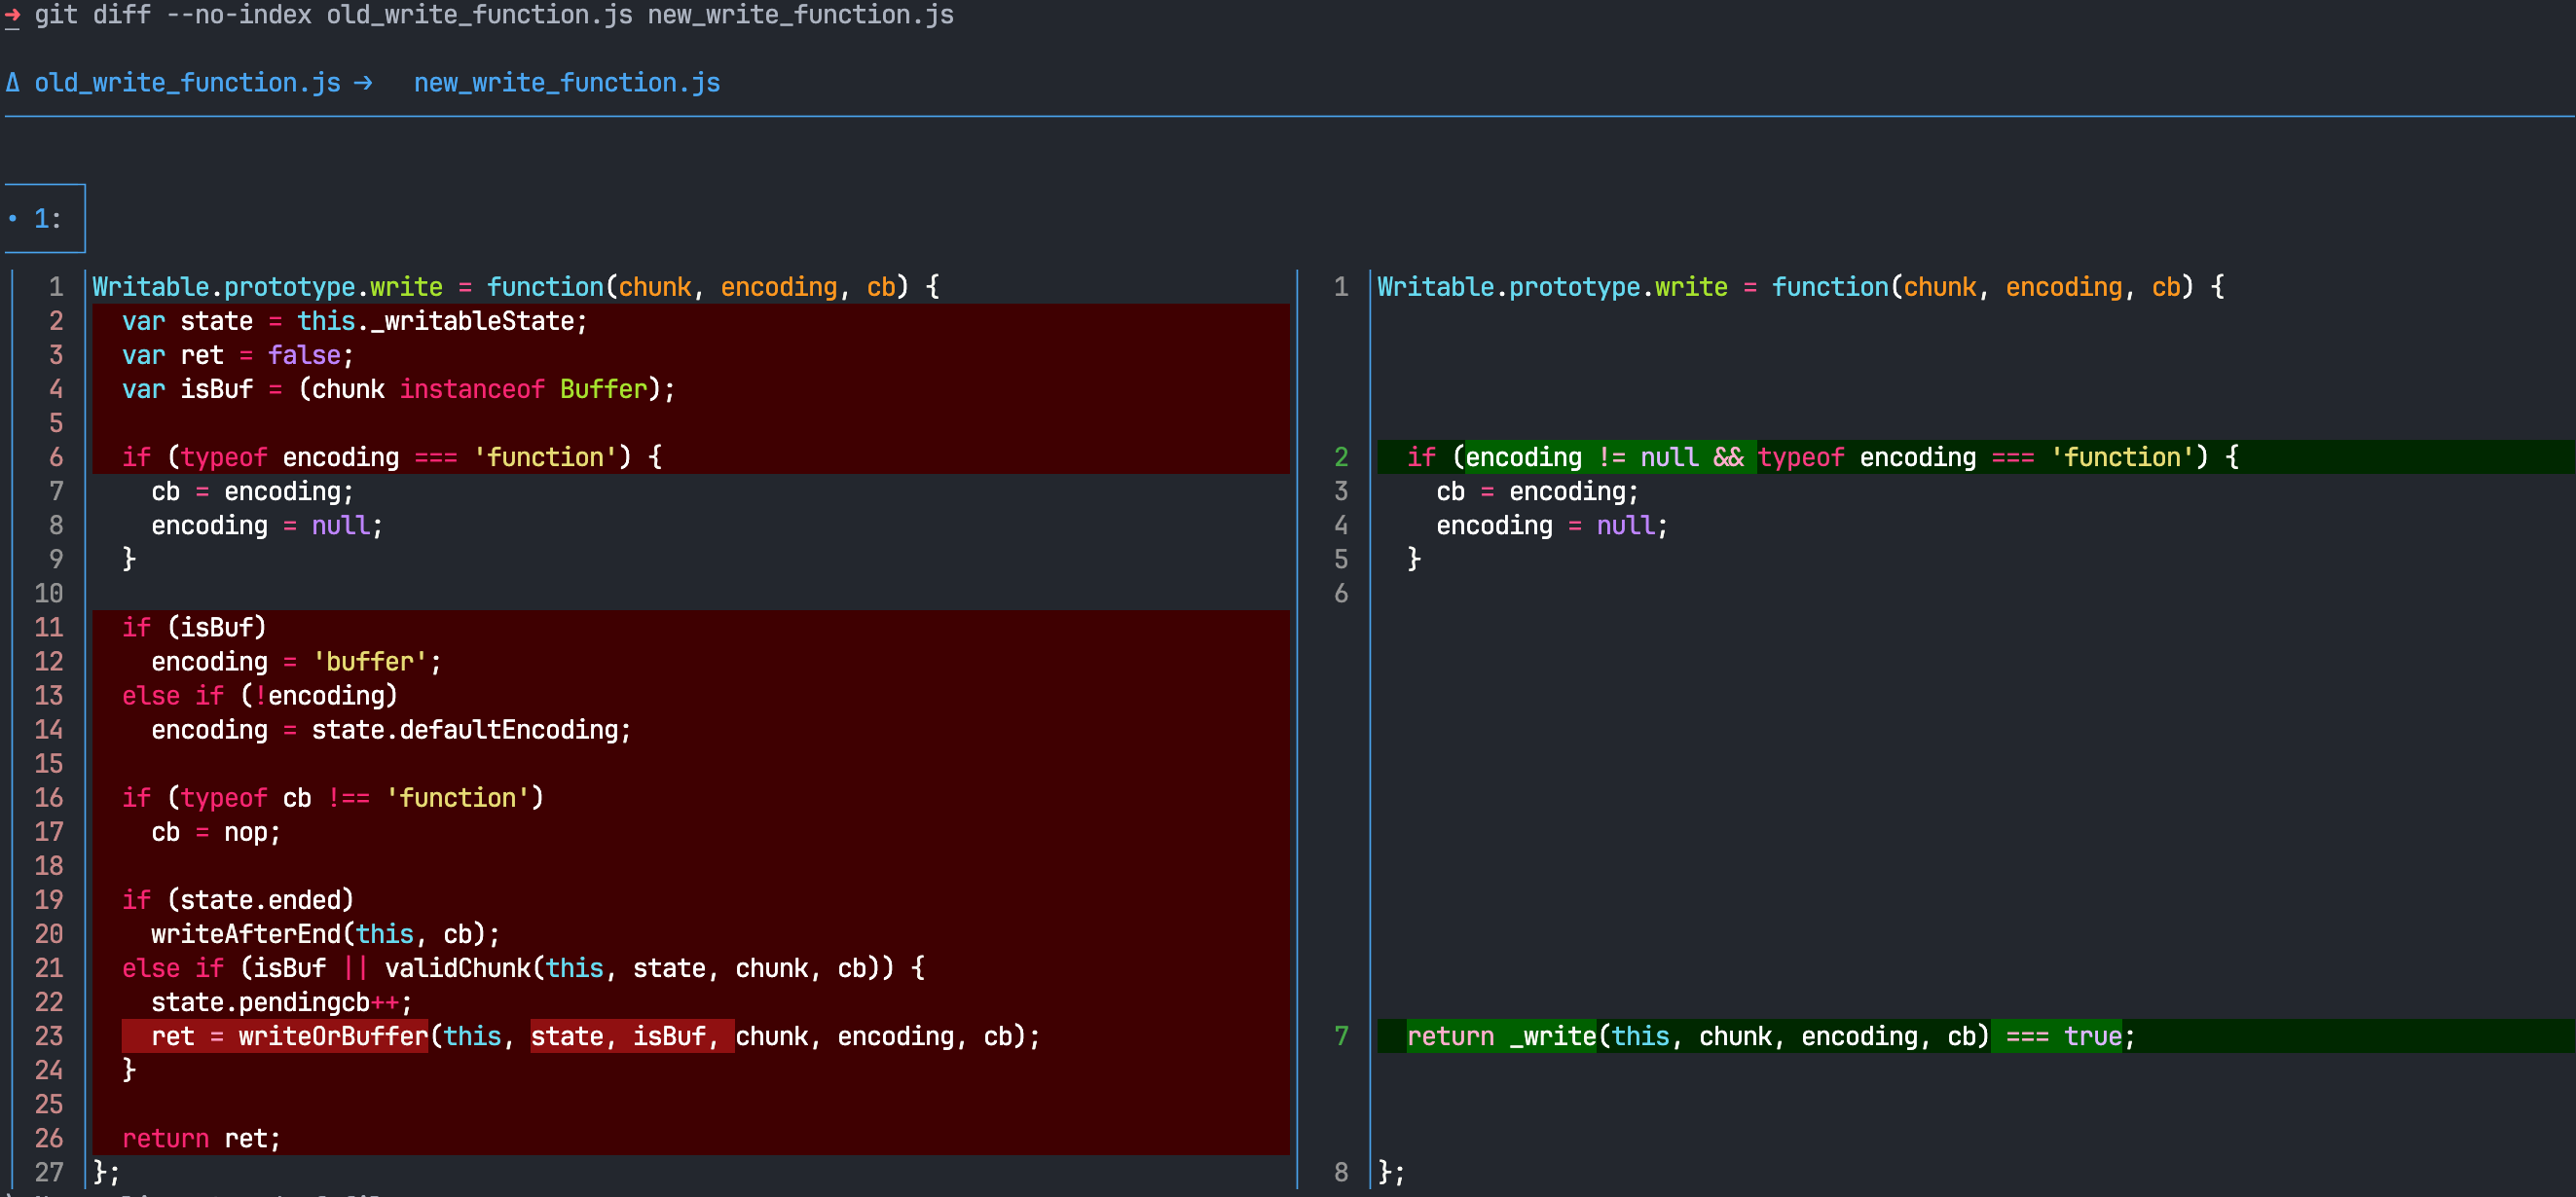 ➜ git diff --no-index old_write_function.js new_write_function.js
Δ old_write_function.js → new_write_function.js
• 1:
1 Writable.prototype.write = function(chunk, encoding, cb) {
2 var state = this._writableState;
3 var ret = false;
4 var isBuf = (chunk instanceof Buffer);
5
6 if (typeof encoding === 'function') {
7 cb = encoding;
8 encoding = null;
9 }
10
11 if (isBuf)
12 encoding = 'buffer';
13 else if (!encoding)
14 encoding = state.defaultEncoding;
15
16 if (typeof cb !== 'function')
17 cb = nop;
18
19 if (state.ended)
20 writeAfterEnd(this, cb);
21 else if (isBuf || validChunk(this, state, chunk, cb)) {
22 state.pendingcb++;
23 ret = writeOrBuffer(this, state, isBuf, chunk, encoding, cb);
24 }
25
26 return ret;
27 };
1 Writable.prototype.write = function(chunk, encoding, cb) {
2 if (encoding != null && typeof encoding === 'function') {
3 cb = encoding;
4 encoding = null;
5 }
6
7 return _write(this, chunk, encoding, cb) === true;
8 };